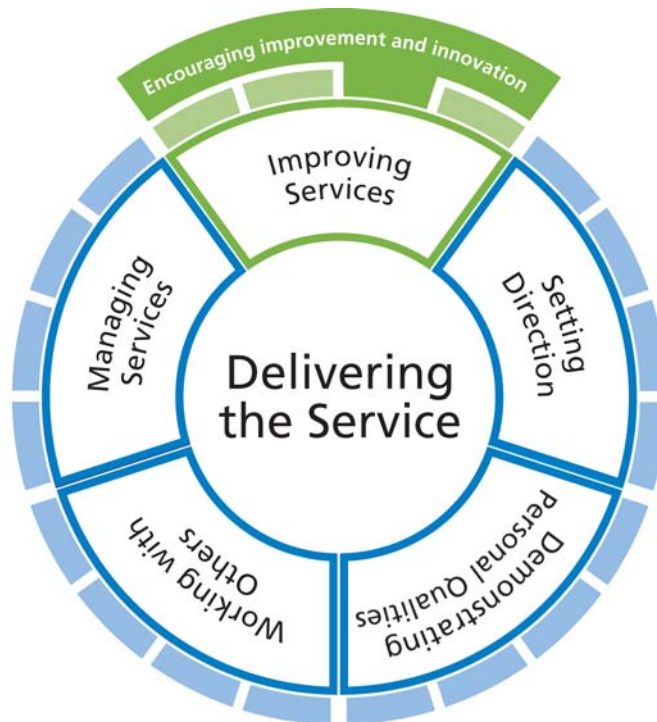 Encouraging improvement and innovation
Improving
Services
Setting
Direction
Demonstrating
Personal Qualities
Working with
Others
Managing
Services
Delivering
the Service